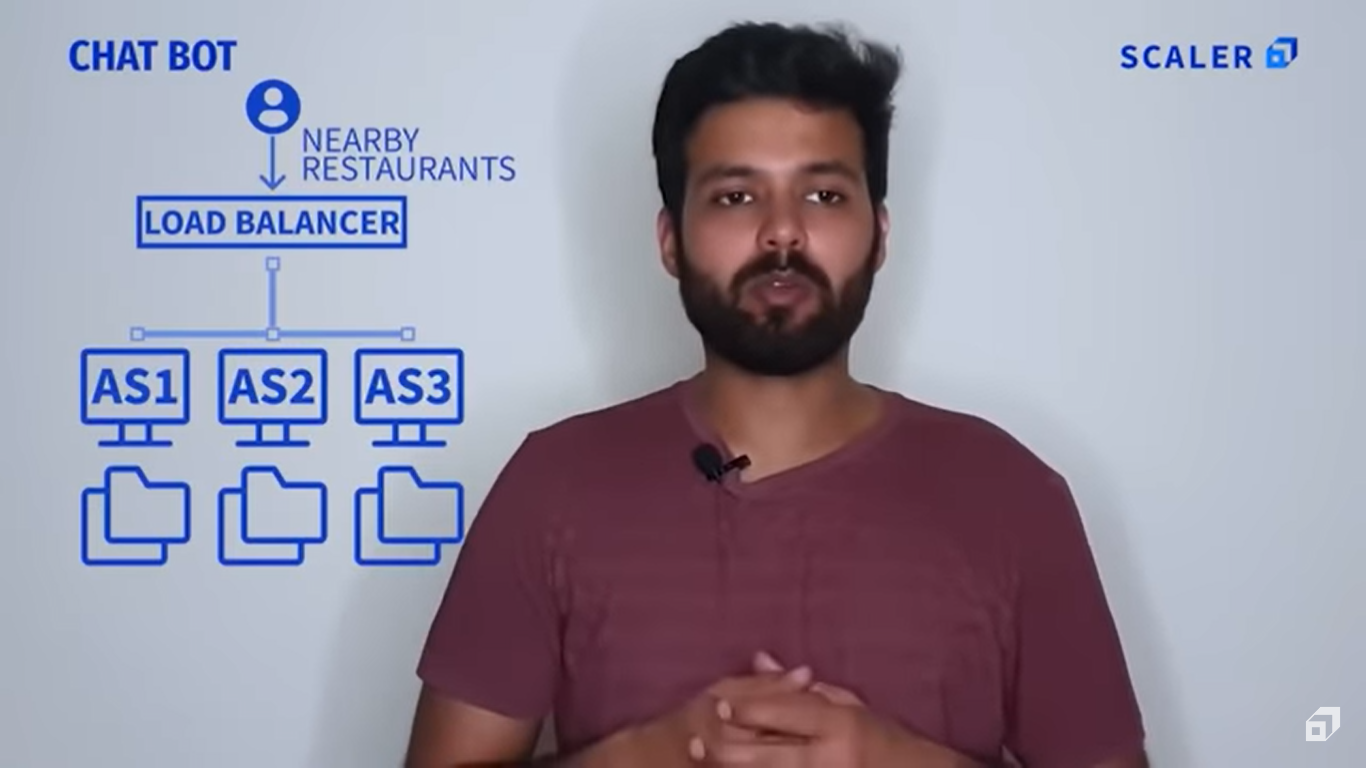 CHAT BOT
SCALER
NEARBY
RESTAURANTS
LOAD BALANCER
AS1 AS2 AS3